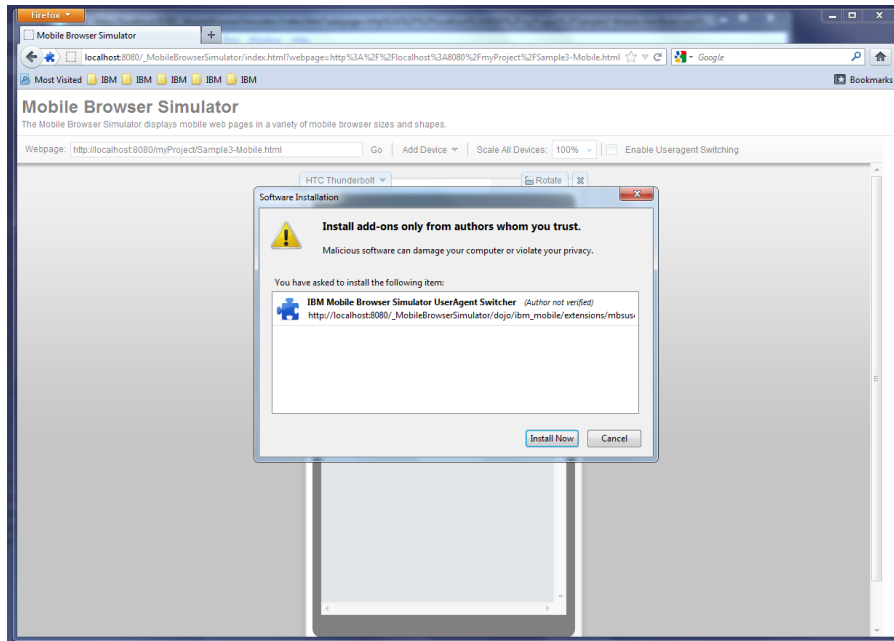 Firefox
Mobile Browser Simulator
+
localhost:8080/_MobileBrowserSimulator/index.html?webpage=http%3A%2F%2Flocalhost%3A8080%2FmyProject%2FSample3-Mobile.html
Google
Most Visited IBM IBM IBM IBM IBM Bookmarks
Mobile Browser Simulator
The Mobile Browser Simulator displays mobile web pages in a variety of mobile browser sizes and shapes.
Webpage: http://localhost:8080/myProject/Sample3-Mobile.html Go Add Device Scale All Devices: 100% Enable Useragent Switching
HTC Thunderbolt Rotate
Software Installation
Install add-ons only from authors whom you trust.
Malicious software can damage your computer or violate your privacy.
You have asked to install the following item:
IBM Mobile Browser Simulator UserAgent Switcher (Author not verified)
http://localhost:8080/_MobileBrowserSimulator/dojo/ibm_mobile/extensions/mbsus
Install Now Cancel